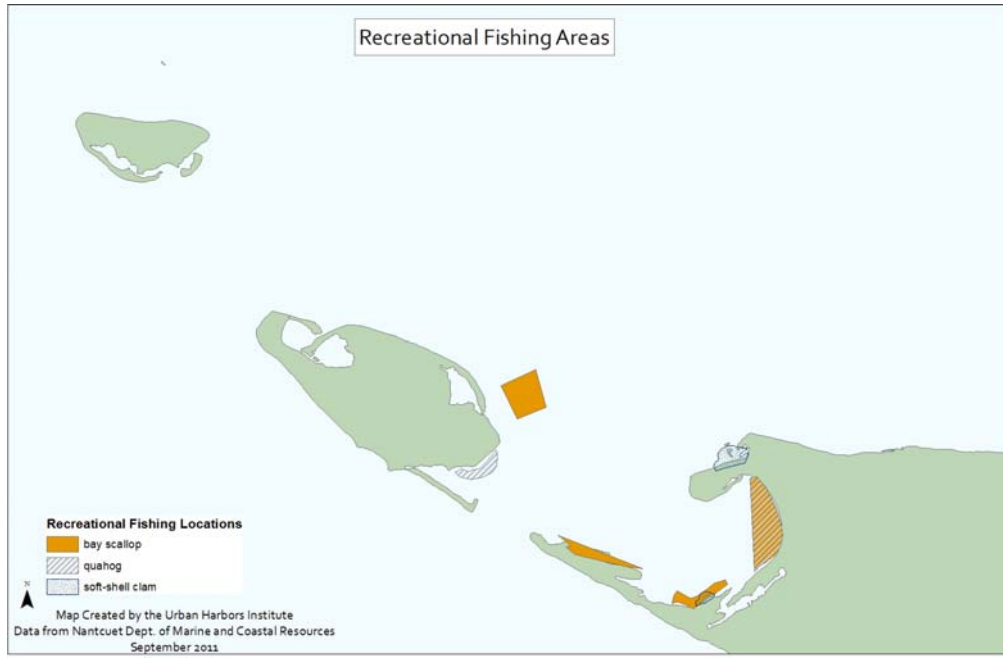 Recreational Fishing Areas
Recreational Fishing Locations
bay scallop
quahog
soft-shell clam
N
Map Created by the Urban Harbors Institute
Data from Nantcuet Dept. of Marine and Coastal Resources
September 2011